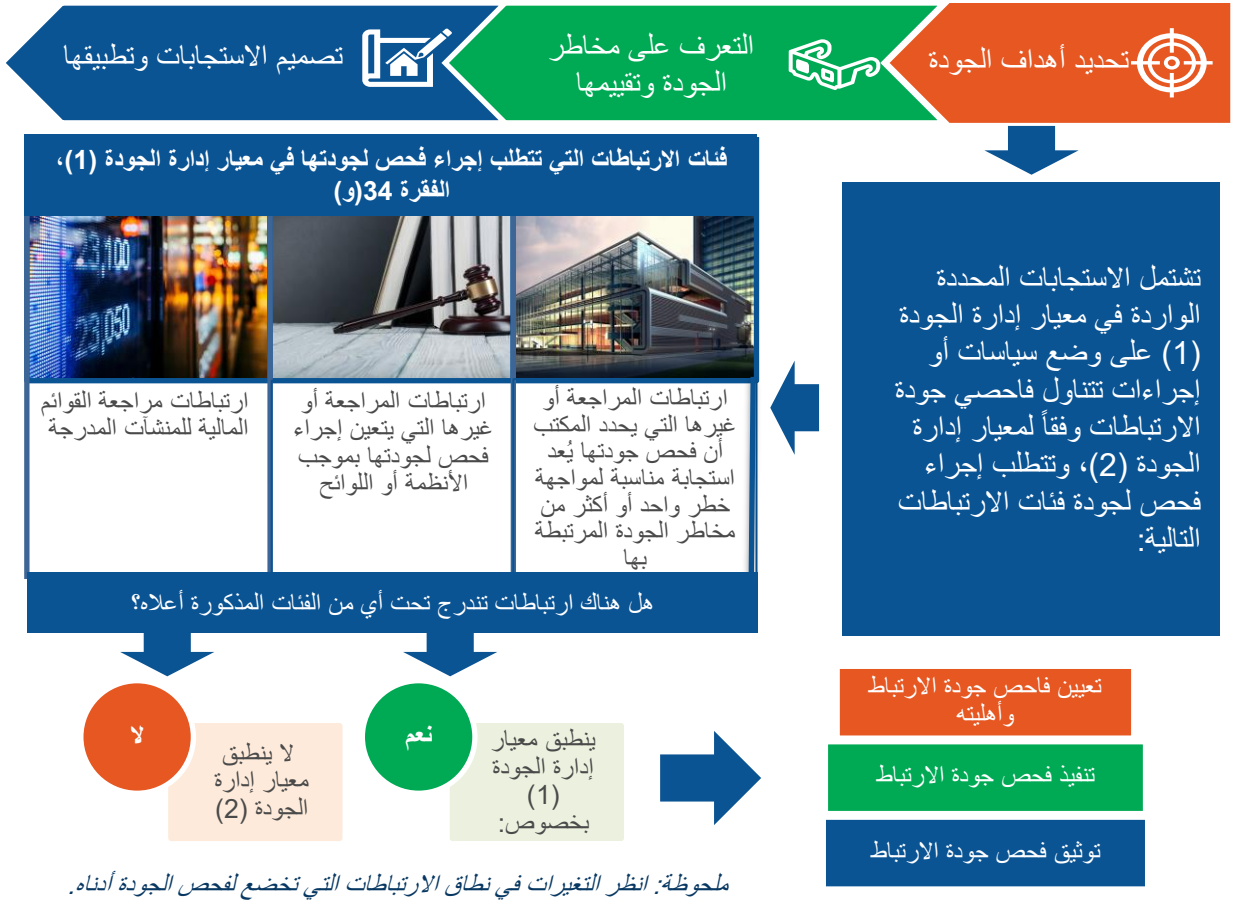 تحديد أهداف الجودة
التعرف على مخاطر
الجودة وتقييمها
تصميم الاستجابات وتطبيقها
تشتمل الاستجابات المحددة
الواردة في معيار إدارة الجودة
(1) على وضع سياسات أو
إجراءات تتناول فاحصي جودة
الارتباطات وفقاً لمعيار إدارة
الجودة (2)، وتتطلب إجراء
فحص لجودة فئات الارتباطات
التالية:
فئات الارتباطات التي تتطلب إجراء فحص لجودتها في معيار إدارة الجودة (1)،
الفقرة 34(و)
23,100
23,050
ارتباطات المراجعة أو
غيرها التي يحدد المكتب
أن فحص جودتها يُعد
استجابة مناسبة لمواجهة
خطر واحد أو أكثر من
مخاطر الجودة المرتبطة
بها
ارتباطات المراجعة أو
غيرها التي يتعين إجراء
فحص لجودتها بموجب
الأنظمة أو اللوائح
ارتباطات مراجعة القوائم
المالية للمنشآت المدرجة
هل هناك ارتباطات تندرج تحت أي من الفئات المذكورة أعلاه؟
نعم
ينطبق معيار
إدارة الجودة
(1)
بخصوص:
لا
لا ينطبق
معيار إدارة
الجودة (2)
تعيين فاحص جودة الارتباط
وأهليته
تنفيذ فحص جودة الارتباط
توثيق فحص جودة الارتباط
ملحوظة: انظر التغيرات في نطاق الارتباطات التي تخضع لفحص الجودة أدناه.